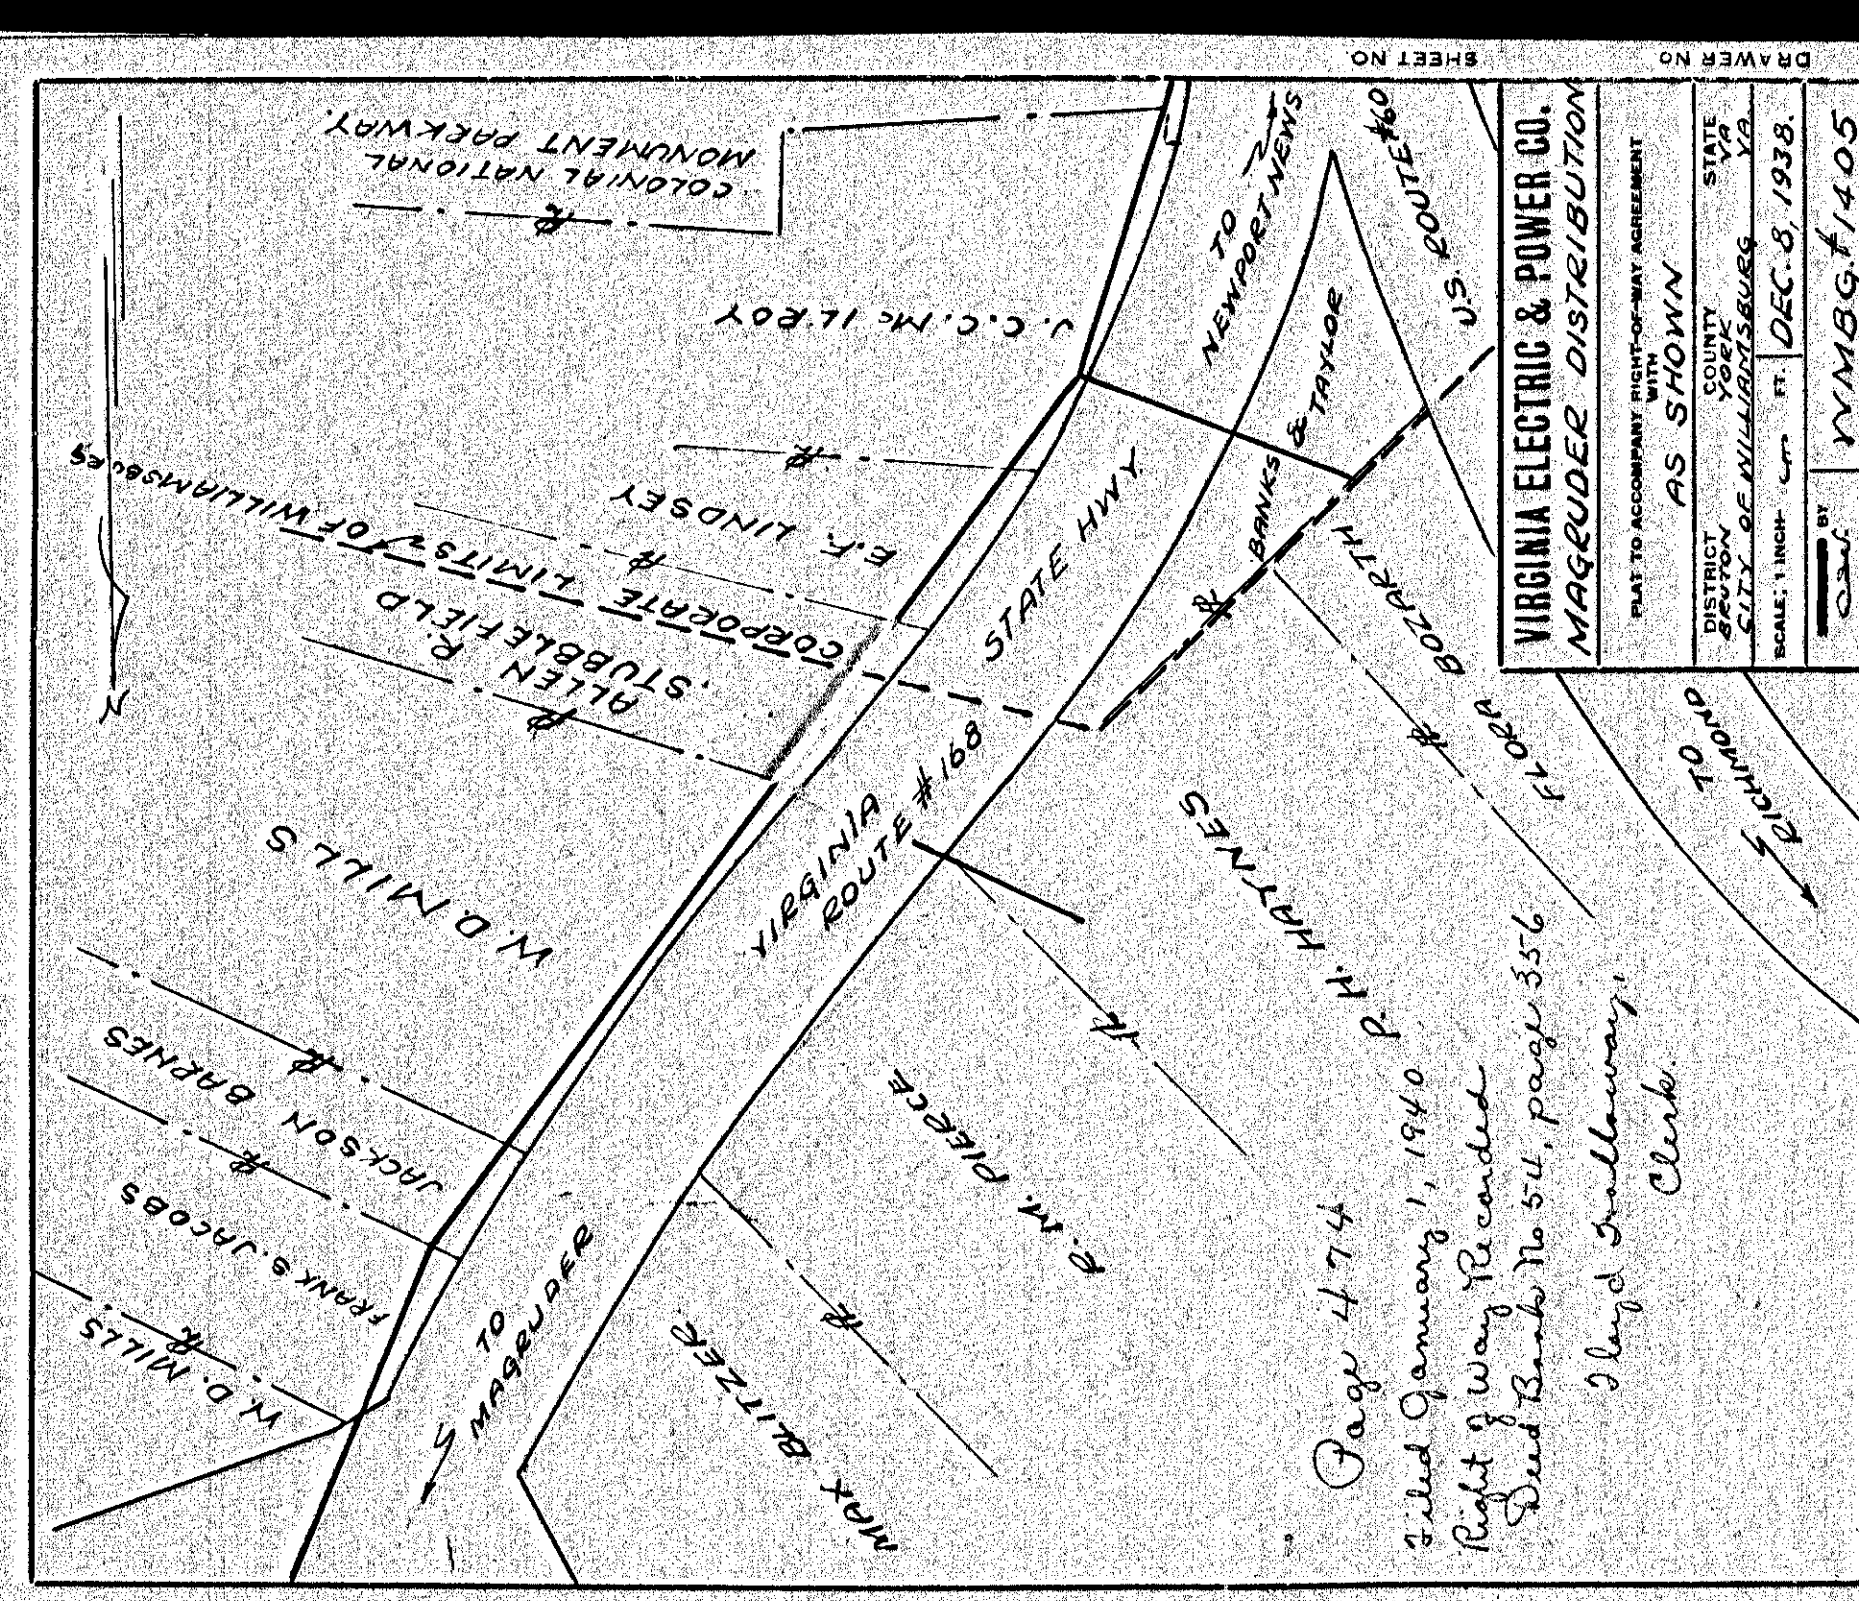 SHEET NO.
DRAWER NO
VIRGINIA ELECTRIC & POWER CO.
MAGRUDER DISTRIBUTION
PLAT TO ACCOMPANY RIGHT-OF-WAY AGREEMENT
WITH
AS SHOWN
DISTRICT COUNTY STATE
BRUTON YORK VA
CITY OF WILLIAMSBURG VA.
SCALE; 1 INCH FT. DEC. 8, 1938.
BY WMBG.#1405
COLONIAL NATIONAL
MONUMENT PARKWAY.
J. C. C. Mc ILROY
E.F. LINDSEY
CORPORATE LIMITS OF WILLIAMSBURG
ALLEN R.
STUBBLEFIELD
W. D. MILLS
JACKSON BARNES
FRANK S. JACOBS
W. D. MILLS
N
TO
NEWPORT NEWS
U.S. ROUTE #60
BANKS & TAYLOR
STATE HWY.
VIRGINIA
ROUTE #168
TO
MAGRUDER
FLORA BOZARTH
TO
RICHMOND
R. H. HAYNES
R. M. PIERCE
MAX BLITZER
Page 474
Filed January 1, 1940
Right of Way Recorded
Deed Book No 54, page 356
Floyd Holloway,
Clerk.